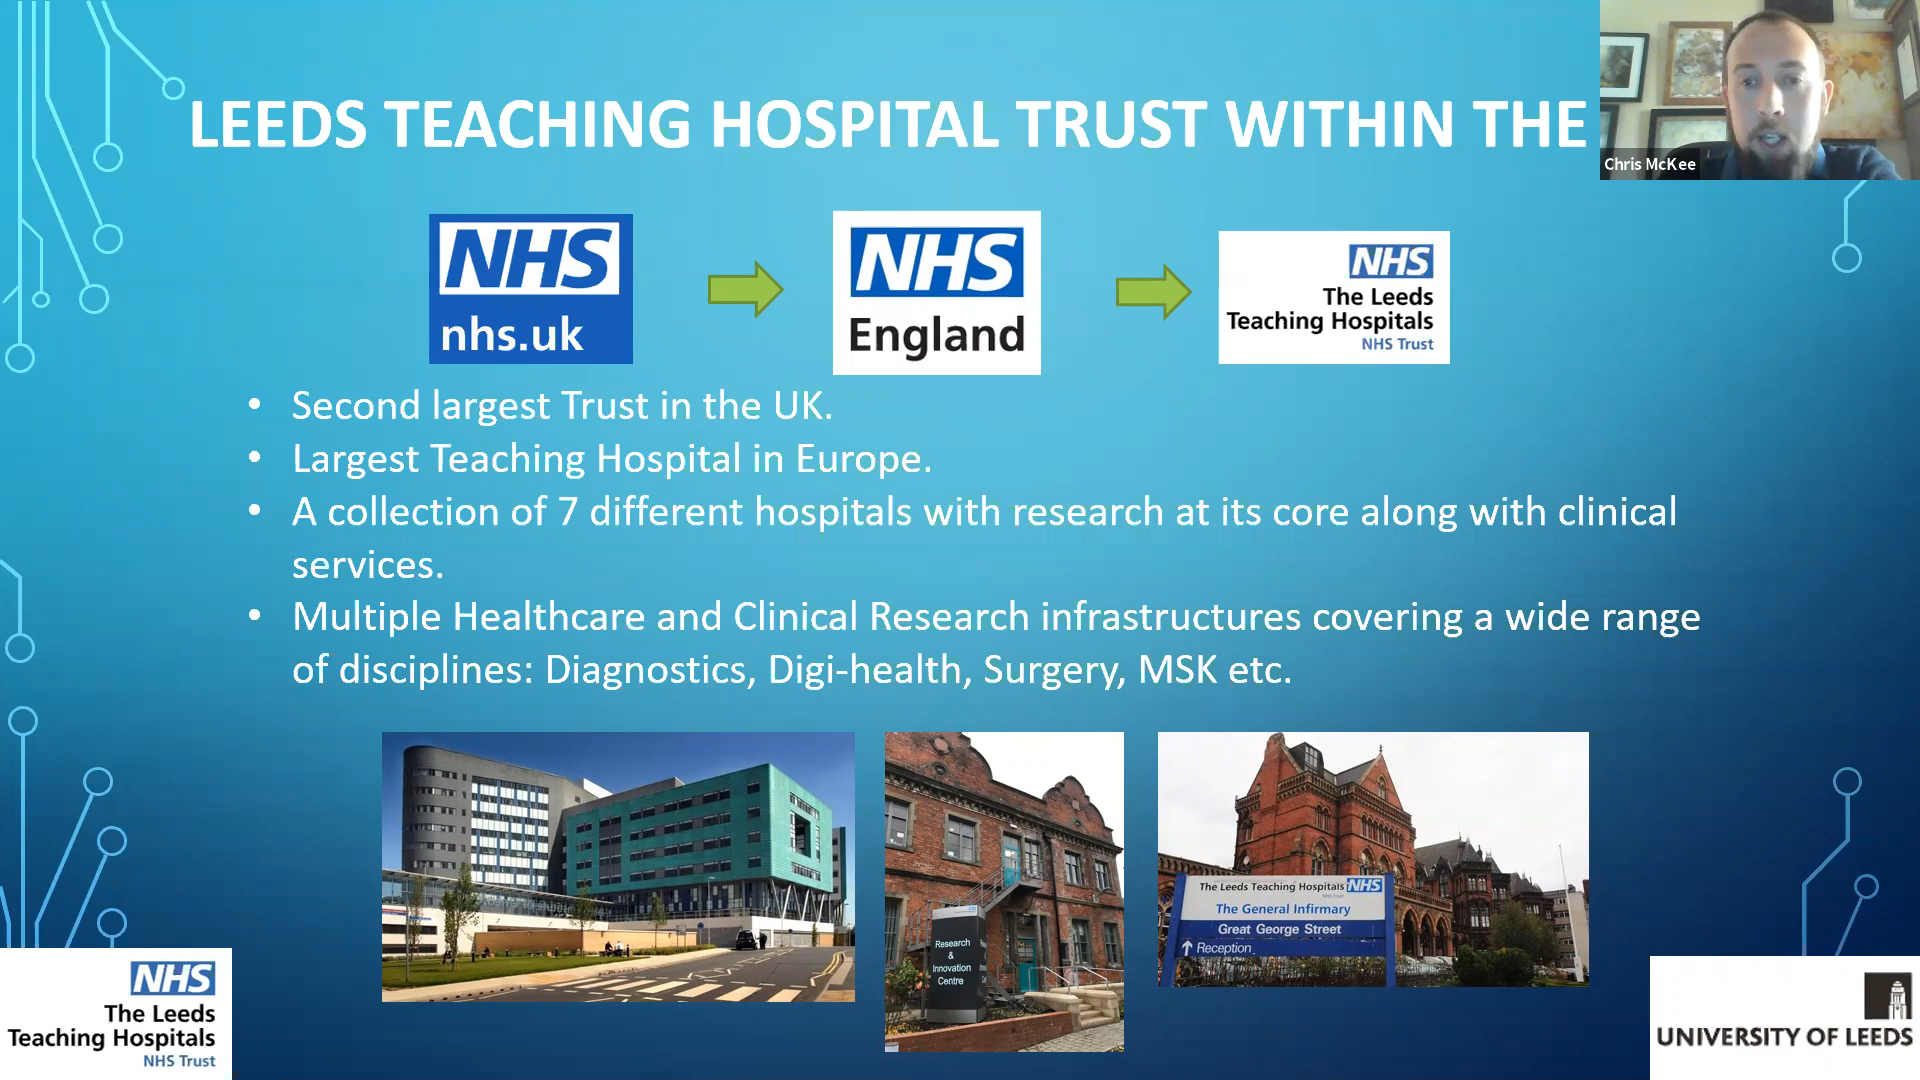 LEEDS TEACHING HOSPITAL TRUST WITHIN THE
Chris McKee
NHS
nhs.uk
NHS
England
NHS
The Leeds
Teaching Hospitals
NHS Trust
• Second largest Trust in the UK.
• Largest Teaching Hospital in Europe.
• A collection of 7 different hospitals with research at its core along with clinical
services.
• Multiple Healthcare and Clinical Research infrastructures covering a wide range
of disciplines: Diagnostics, Digi-health, Surgery, MSK etc.
Research
&
Innovation
Centre
The Leeds Teaching Hospitals NHS
The General Infirmary
Great George Street
Reception
NHS
The Leeds
Teaching Hospitals
NHS Trust
UNIVERSITY OF LEEDS